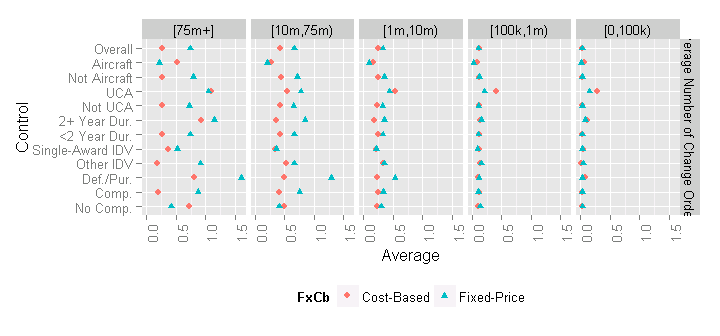 [75m+] [10m,75m) [1m,10m) [100k,1m) [0,100k)
Overall
Aircraft
Not Aircraft
UCA
Not UCA
2+ Year Dur.
<2 Year Dur.
Single-Award IDV
Other IDV
Def./Pur.
Comp.
No Comp.
Control
Number of Change
0.0 0.5 1.0 1.5 0.0 0.5 1.0 1.5 0.0 0.5 1.0 1.5 0.0 0.5 1.0 1.5 0.0 0.5 1.0 1.5
Average
FxCb Cost-Based Fixed-Price